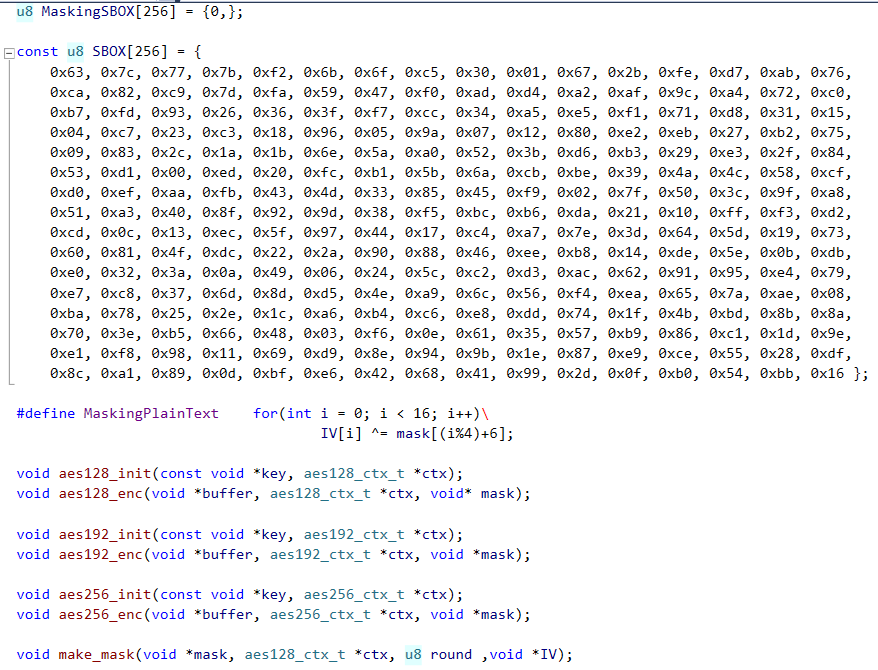 u8 MaskingSBOX[256] = {0,};
const u8 SBOX[256] = {
0x63, 0x7c, 0x77, 0x7b, 0xf2, 0x6b, 0x6f, 0xc5, 0x30, 0x01, 0x67, 0x2b, 0xfe, 0xd7, 0xab, 0x76,
0xca, 0x82, 0xc9, 0x7d, 0xfa, 0x59, 0x47, 0xf0, 0xad, 0xd4, 0xa2, 0xaf, 0x9c, 0xa4, 0x72, 0xc0,
0xb7, 0xfd, 0x93, 0x26, 0x36, 0x3f, 0xf7, 0xcc, 0x34, 0xa5, 0xe5, 0xf1, 0x71, 0xd8, 0x31, 0x15,
0x04, 0xc7, 0x23, 0xc3, 0x18, 0x96, 0x05, 0x9a, 0x07, 0x12, 0x80, 0xe2, 0xeb, 0x27, 0xb2, 0x75,
0x09, 0x83, 0x2c, 0x1a, 0x1b, 0x6e, 0x5a, 0xa0, 0x52, 0x3b, 0xd6, 0xb3, 0x29, 0xe3, 0x2f, 0x84,
0x53, 0xd1, 0x00, 0xed, 0x20, 0xfc, 0xb1, 0x5b, 0x6a, 0xcb, 0xbe, 0x39, 0x4a, 0x4c, 0x58, 0xcf,
0xd0, 0xef, 0xaa, 0xfb, 0x43, 0x4d, 0x33, 0x85, 0x45, 0xf9, 0x02, 0x7f, 0x50, 0x3c, 0x9f, 0xa8,
0x51, 0xa3, 0x40, 0x8f, 0x92, 0x9d, 0x38, 0xf5, 0xbc, 0xb6, 0xda, 0x21, 0x10, 0xff, 0xf3, 0xd2,
0xcd, 0x0c, 0x13, 0xec, 0x5f, 0x97, 0x44, 0x17, 0xc4, 0xa7, 0x7e, 0x3d, 0x64, 0x5d, 0x19, 0x73,
0x60, 0x81, 0x4f, 0xdc, 0x22, 0x2a, 0x90, 0x88, 0x46, 0xee, 0xb8, 0x14, 0xde, 0x5e, 0x0b, 0xdb,
0xe0, 0x32, 0x3a, 0x0a, 0x49, 0x06, 0x24, 0x5c, 0xc2, 0xd3, 0xac, 0x62, 0x91, 0x95, 0xe4, 0x79,
0xe7, 0xc8, 0x37, 0x6d, 0x8d, 0xd5, 0x4e, 0xa9, 0x6c, 0x56, 0xf4, 0xea, 0x65, 0x7a, 0xae, 0x08,
0xba, 0x78, 0x25, 0x2e, 0x1c, 0xa6, 0xb4, 0xc6, 0xe8, 0xdd, 0x74, 0x1f, 0x4b, 0xbd, 0x8b, 0x8a,
0x70, 0x3e, 0xb5, 0x66, 0x48, 0x03, 0xf6, 0x0e, 0x61, 0x35, 0x57, 0xb9, 0x86, 0xc1, 0x1d, 0x9e,
0xe1, 0xf8, 0x98, 0x11, 0x69, 0xd9, 0x8e, 0x94, 0x9b, 0x1e, 0x87, 0xe9, 0xce, 0x55, 0x28, 0xdf,
0x8c, 0xa1, 0x89, 0x0d, 0xbf, 0xe6, 0x42, 0x68, 0x41, 0x99, 0x2d, 0x0f, 0xb0, 0x54, 0xbb, 0x16 };
#define MaskingPlainText    for(int i = 0; i < 16; i++)\
IV[i] ^= mask[(i%4)+6];
void aes128_init(const void *key, aes128_ctx_t *ctx);
void aes128_enc(void *buffer, aes128_ctx_t *ctx, void* mask);
void aes192_init(const void *key, aes192_ctx_t *ctx);
void aes192_enc(void *buffer, aes192_ctx_t *ctx, void *mask);
void aes256_init(const void *key, aes256_ctx_t *ctx);
void aes256_enc(void *buffer, aes256_ctx_t *ctx, void *mask);
void make_mask(void *mask, aes128_ctx_t *ctx, u8 round ,void *IV);